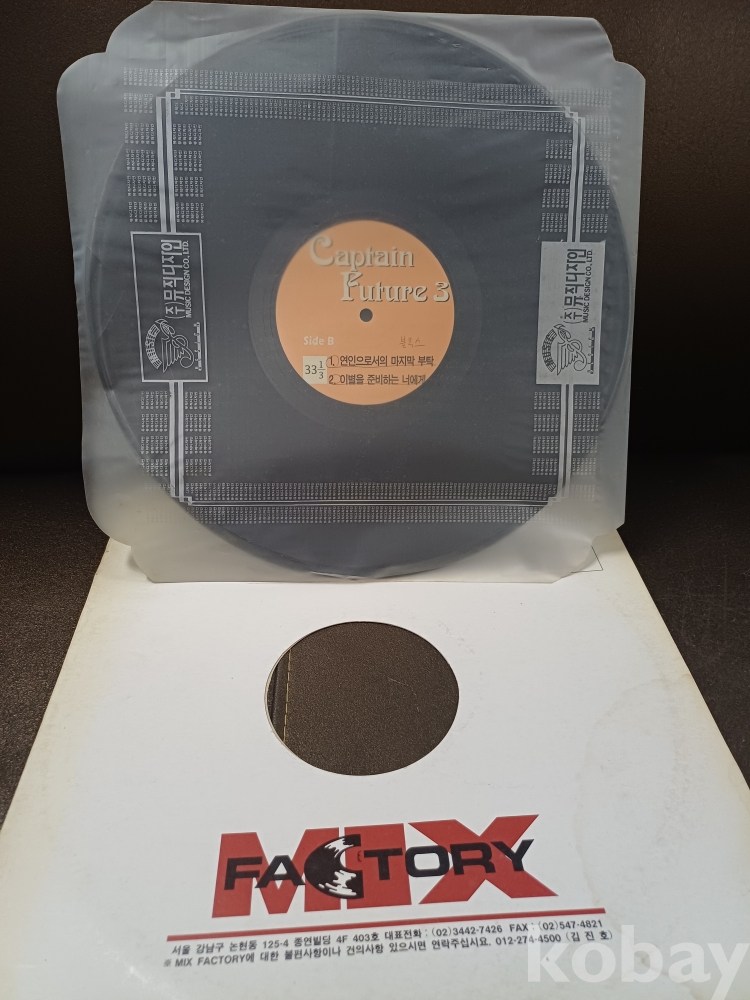 Captain
Future 3
Side B
블루스
33 1/3
1. 연인으로서의 마지막 부탁
2. 이별을 준비하는 너에게
(주)뮤직디자인
MUSIC DESIGN CO., LTD.
(주)뮤직디자인
MUSIC DESIGN CO., LTD.
MIX
FACTORY
서울 강남구 논현동 125-4 종연빌딩 4F 403호 대표전화 : (02)3442-7426 FAX : (02)547-4821
※ MIX FACTORY에 대한 불편사항이나 건의사항 있으시면 연락주십시요. 012-274-4500 (김 진 호)
kobay